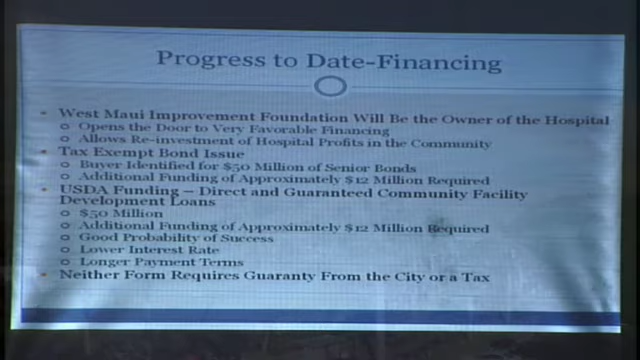 Progress to Date-Financing
• West Maui Improvement Foundation Will Be the Owner of the Hospital
o Opens the Door to Very Favorable Financing
o Allows Re-investment of Hospital Profits in the Community
• Tax Exempt Bond Issue
o Buyer Identified for $50 Million of Senior Bonds
o Additional Funding of Approximately $12 Million Required
• USDA Funding – Direct and Guaranteed Community Facility
Development Loans
o $50 Million
o Additional Funding of Approximately $12 Million Required
o Good Probability of Success
o Lower Interest Rate
o Longer Payment Terms
• Neither Form Requires Guaranty From the City or a Tax